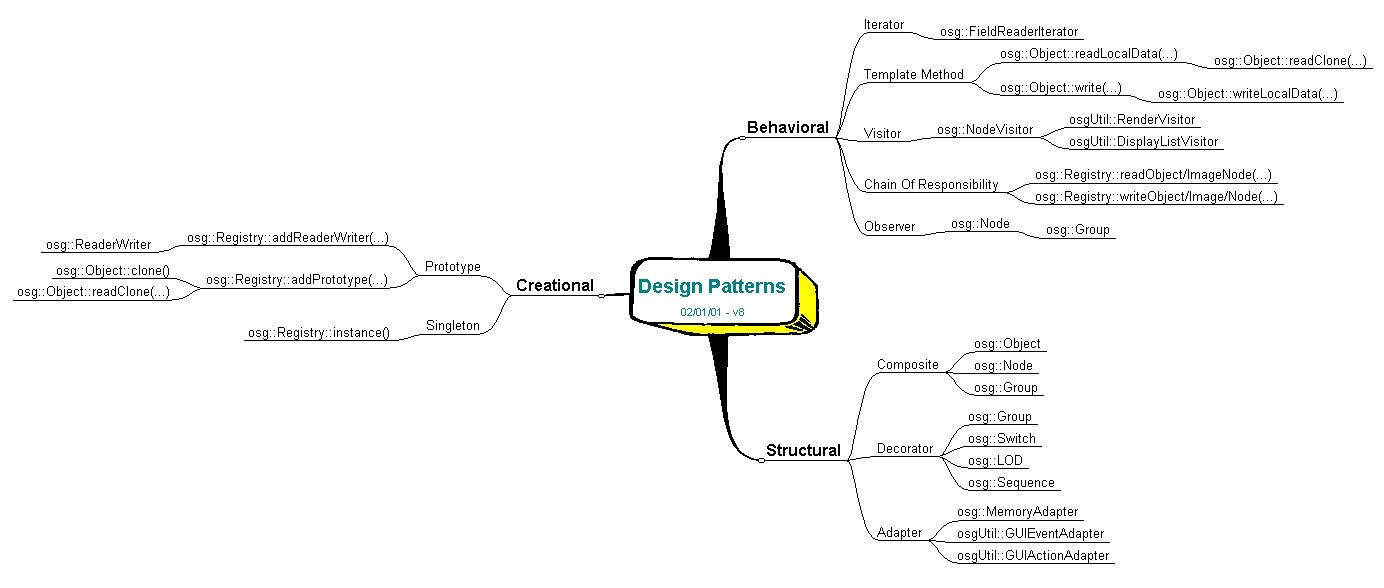 Design Patterns
02/01/01 - v8
Behavioral
Iterator
osg::FieldReaderIterator
Template Method
osg::Object::readLocalData(...)
osg::Object::readClone(...)
osg::Object::write(...)
osg::Object::writeLocalData(...)
Visitor
osg::NodeVisitor
osgUtil::RenderVisitor
osgUtil::DisplayListVisitor
Chain Of Responsibility
osg::Registry::readObject/ImageNode(...)
osg::Registry::writeObject/Image/Node(...)
Observer
osg::Node
osg::Group
Creational
Prototype
osg::Registry::addReaderWriter(...)
osg::ReaderWriter
osg::Registry::addPrototype(...)
osg::Object::clone()
osg::Object::readClone(...)
Singleton
osg::Registry::instance()
Structural
Composite
osg::Object
osg::Node
osg::Group
Decorator
osg::Group
osg::Switch
osg::LOD
osg::Sequence
Adapter
osg::MemoryAdapter
osgUtil::GUIEventAdapter
osgUtil::GUIActionAdapter